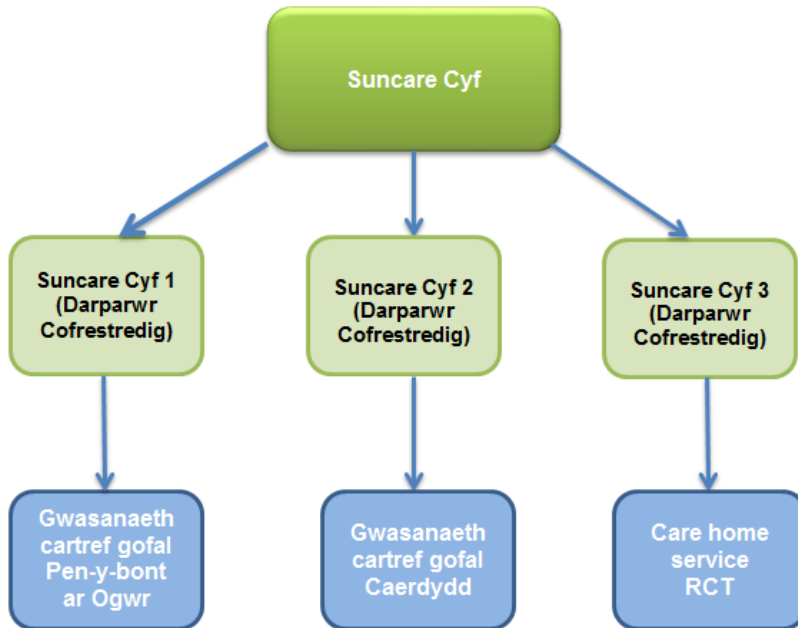 Suncare Cyf
Suncare Cyf 1
(Darparwr
Cofrestredig)
Suncare Cyf 2
(Darparwr
Cofrestredig)
Suncare Cyf 3
(Darparwr
Cofrestredig)
Gwasanaeth
cartref gofal
Pen-y-bont
ar Ogwr
Gwasanaeth
cartref gofal
Caerdydd
Care home
service
RCT